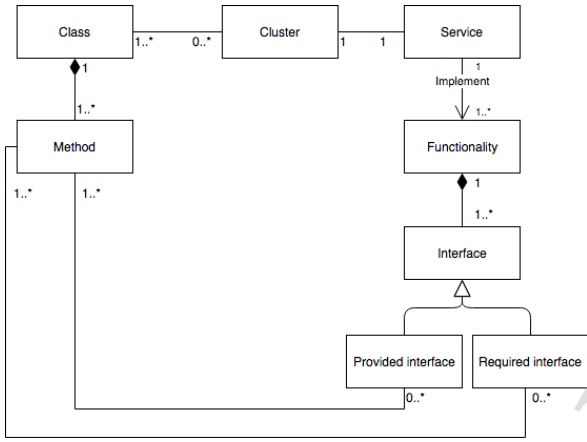 Class
Cluster
Service
1..*
0..*
1
1
1
1
Implement
1..*
1..*
Method
Functionality
1..*
1..*
1
1..*
Interface
Provided interface
Required interface
0..*
0..*